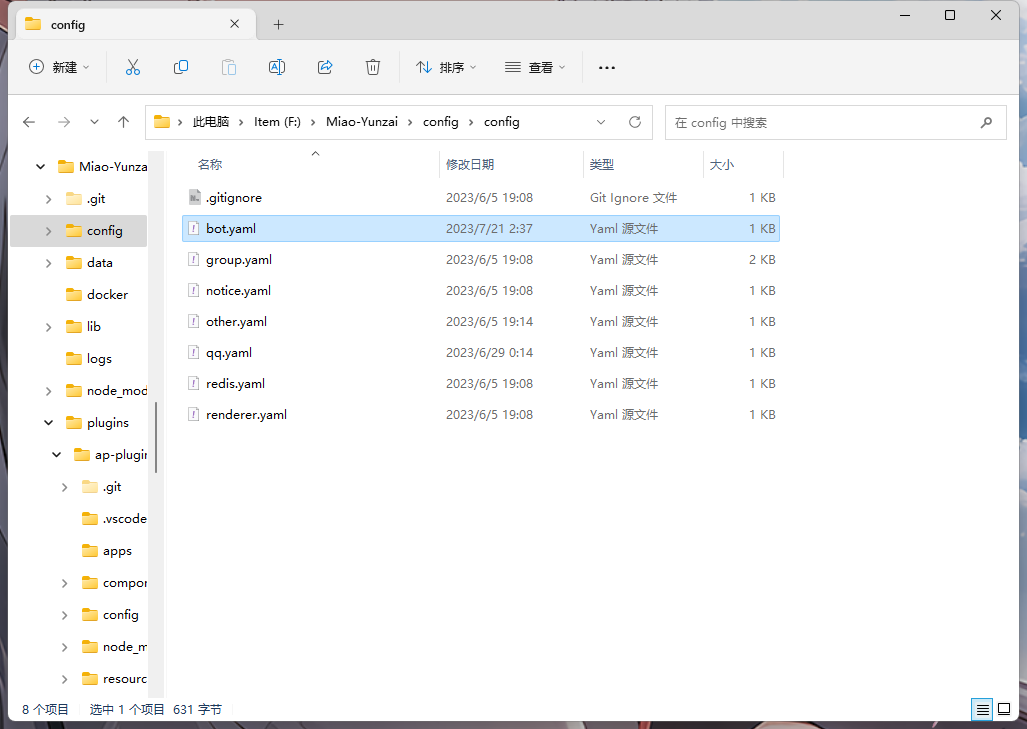 config
新建
排序
查看
此电脑 Item (F:) Miao-Yunzai config config
在 config 中搜索
名称 修改日期 类型 大小
.gitignore 2023/6/5 19:08 Git Ignore 文件 1 KB
bot.yaml 2023/7/21 2:37 Yaml 源文件 1 KB
group.yaml 2023/6/5 19:08 Yaml 源文件 2 KB
notice.yaml 2023/6/5 19:08 Yaml 源文件 1 KB
other.yaml 2023/6/5 19:14 Yaml 源文件 1 KB
qq.yaml 2023/6/29 0:14 Yaml 源文件 1 KB
redis.yaml 2023/6/5 19:08 Yaml 源文件 1 KB
renderer.yaml 2023/6/5 19:08 Yaml 源文件 1 KB
Miao-Yunza
.git
config
data
docker
lib
logs
node_mod
plugins
ap-plugin
.git
.vscode
apps
compor
config
node_m
resourc
8 个项目 选中 1 个项目 631 字节